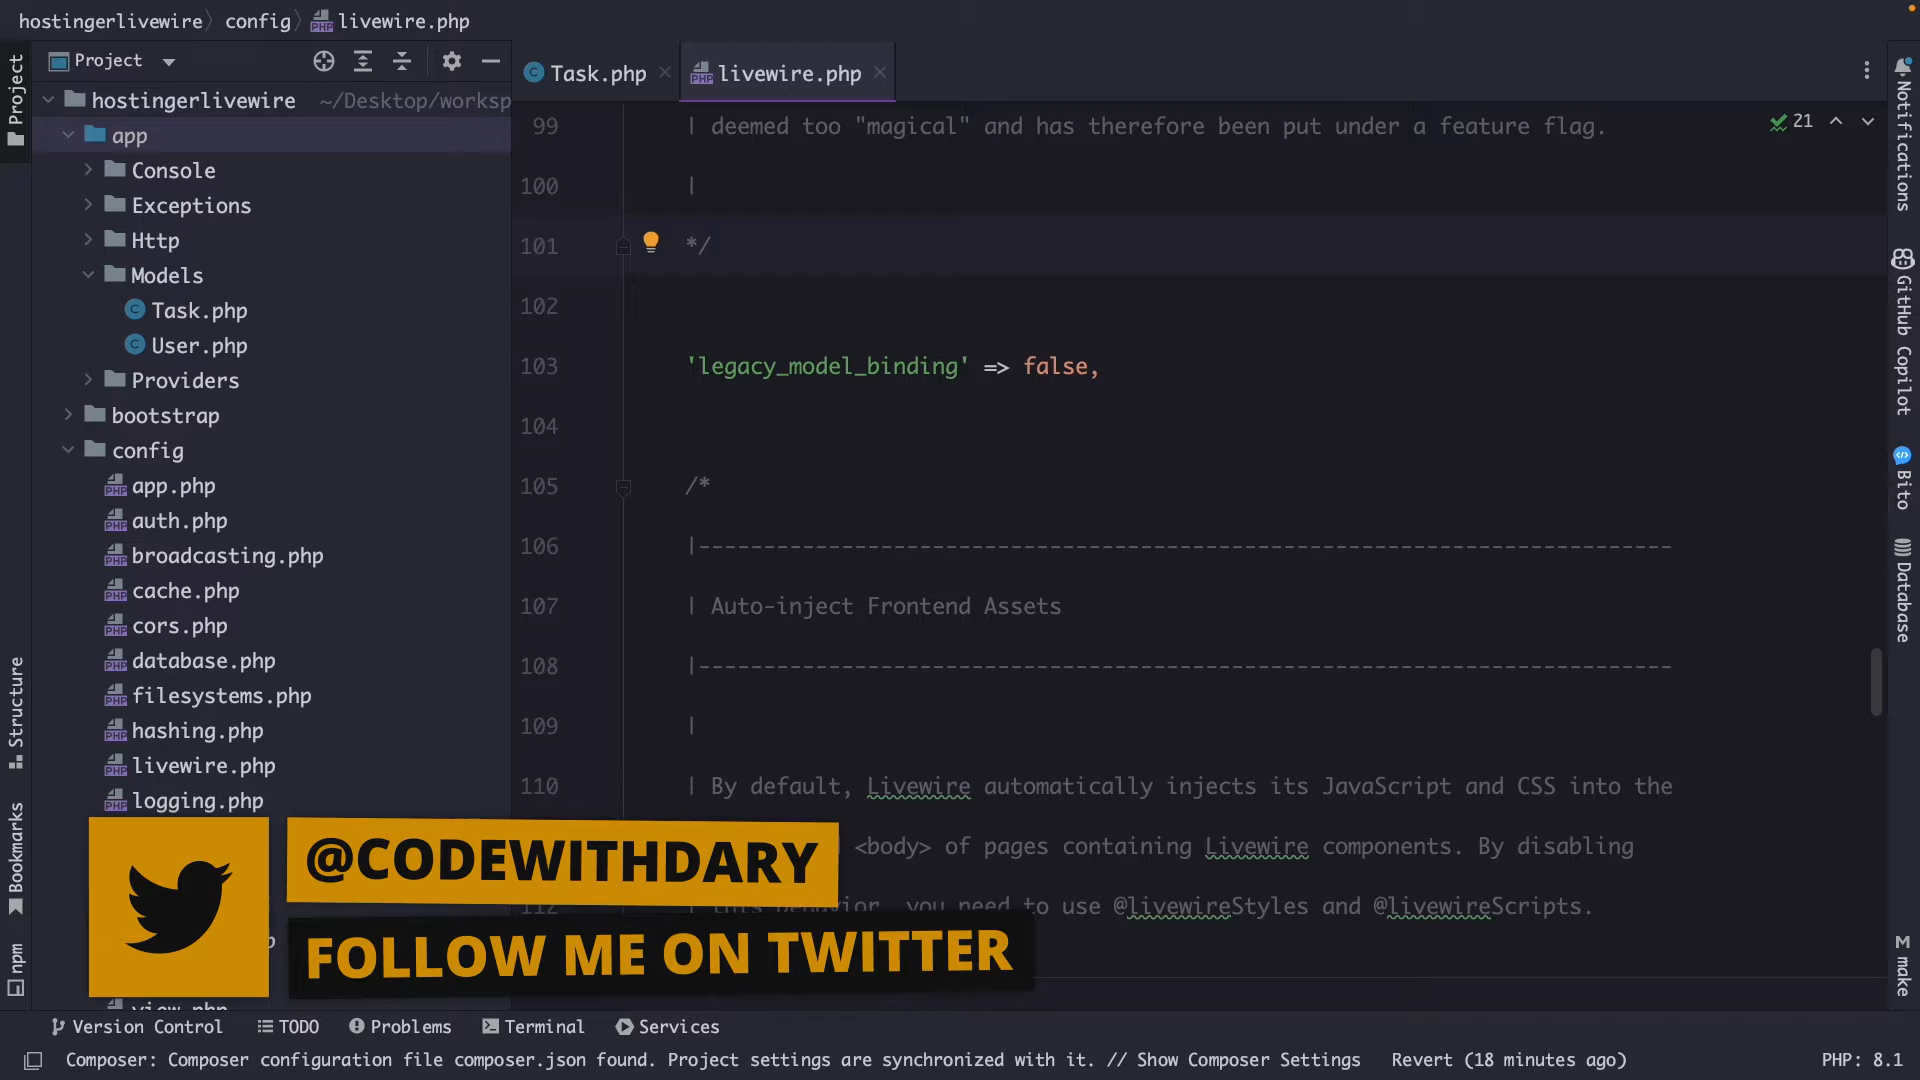 hostingerlivewire config livewire.php
Project
Project
Task.php livewire.php
hostingerlivewire ~/Desktop/worksp
app
Console
Exceptions
Http
Models
Task.php
User.php
Providers
bootstrap
config
app.php
auth.php
broadcasting.php
cache.php
cors.php
database.php
filesystems.php
hashing.php
livewire.php
logging.php
Structure
Bookmarks
npm
99 | deemed too "magical" and has therefore been put under a feature flag.
100 |
101 */
102
103 'legacy_model_binding' => false,
104
105 /*
106 |---------------------------------------------------------------------------
107 | Auto-inject Frontend Assets
108 |---------------------------------------------------------------------------
109 |
110 | By default, Livewire automatically injects its JavaScript and CSS into the
<body> of pages containing Livewire components. By disabling
112 | this behavior, you need to use @livewireStyles and @livewireScripts.
21
Notifications
GitHub Copilot
Bito
Database
make
@CODEWITHDARY
FOLLOW ME ON TWITTER
Version Control TODO Problems Terminal Services
Composer: Composer configuration file composer.json found. Project settings are synchronized with it. // Show Composer Settings Revert (18 minutes ago) PHP: 8.1